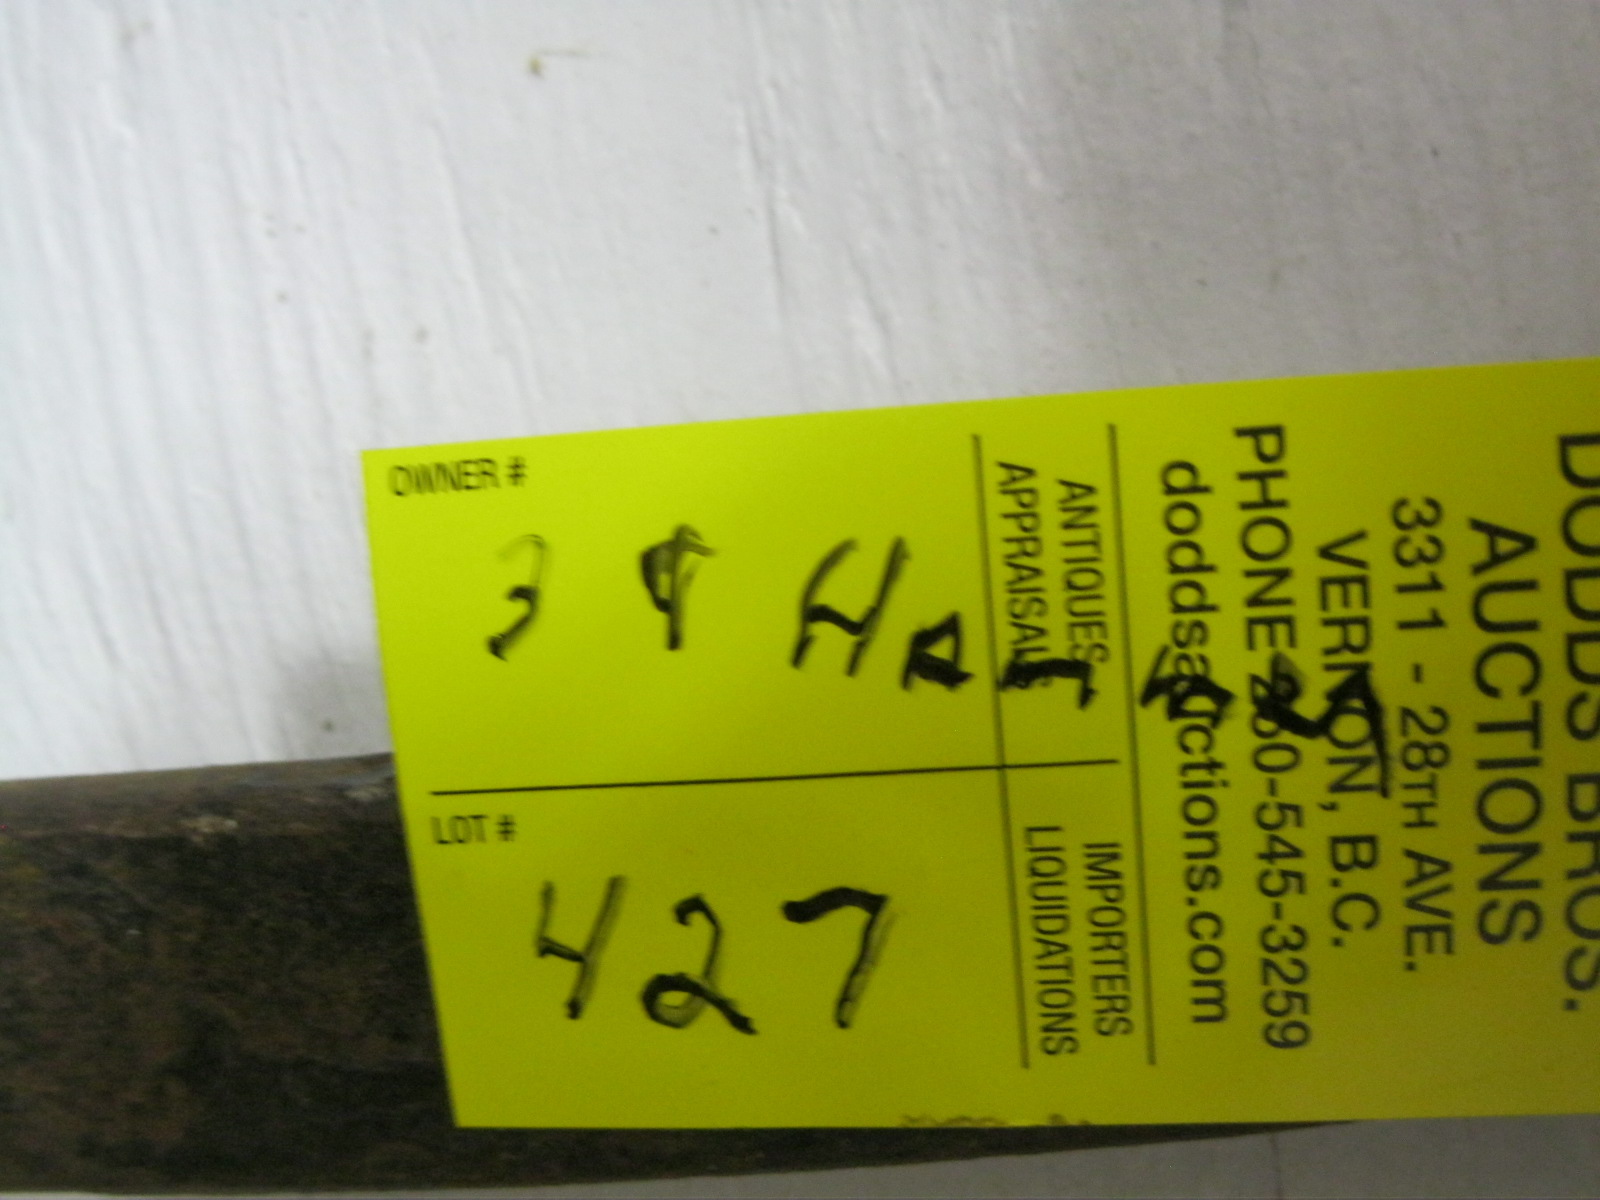 DODDS BROS.
AUCTIONS
3311 - 28TH AVE.
VERNON, B.C.
PHONE 250-545-3259
doddsauctions.com
ANTIQUES
APPRAISALS
IMPORTERS
LIQUIDATIONS
OWNER #
LOT #
427